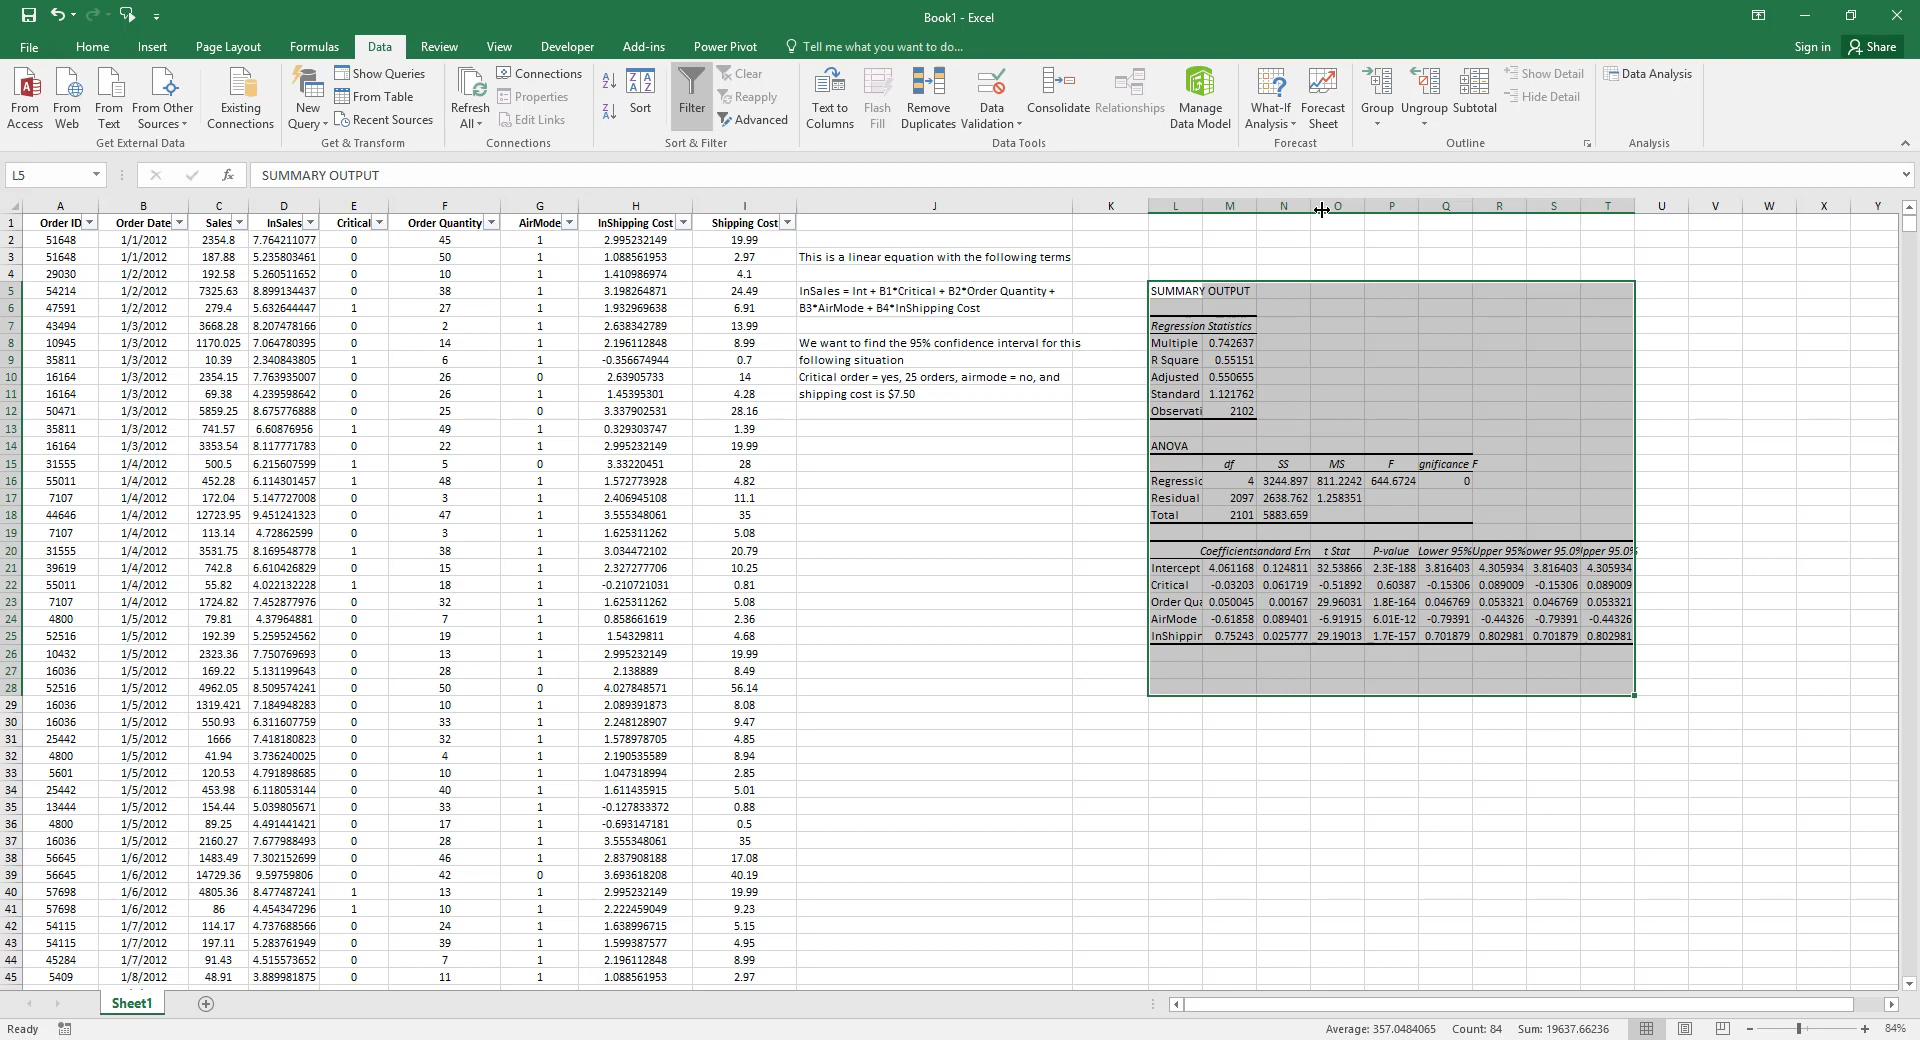 Book1 - Excel
Sign in Share
File Home Insert Page Layout Formulas Data Review View Developer Add-ins Power Pivot Tell me what you want to do...
From Access
From Web
From Text
From Other Sources
Existing Connections
Get External Data
New Query
Show Queries
From Table
Recent Sources
Get & Transform
Refresh All
Connections
Properties
Edit Links
Connections
Sort
Filter
Clear
Reapply
Advanced
Sort & Filter
Text to Columns
Flash Fill
Remove Duplicates
Data Validation
Consolidate
Relationships
Manage Data Model
Data Tools
What-If Analysis
Forecast Sheet
Forecast
Group
Ungroup
Subtotal
Show Detail
Hide Detail
Outline
Data Analysis
Analysis
L5 fx SUMMARY OUTPUT
A B C D E F G H I J K L M N O P Q R S T U V W X Y
1 Order ID Order Date Sales InSales Critical Order Quantity AirMode InShipping Cost Shipping Cost
2 51648 1/1/2012 2354.8 7.764211077 0 45 1 2.995232149 19.99
3 51648 1/1/2012 187.88 5.235803461 0 50 1 1.088561953 2.97 This is a linear equation with the following terms
4 29030 1/2/2012 192.58 5.260511652 0 10 1 1.410986974 4.1
5 54214 1/2/2012 7325.63 8.899134437 0 38 1 3.198264871 24.49 InSales = Int + B1*Critical + B2*Order Quantity + SUMMARY OUTPUT
6 47591 1/2/2012 279.4 5.632644447 1 27 1 1.932969638 6.91 B3*AirMode + B4*InShipping Cost
7 43494 1/3/2012 3668.28 8.207478166 0 2 1 2.638342789 13.99 Regression Statistics
8 10945 1/3/2012 1170.025 7.064780395 0 14 1 2.196112848 8.99 We want to find the 95% confidence interval for this Multiple 0.742637
9 35811 1/3/2012 10.39 2.340843805 1 6 1 -0.356674944 0.7 following situation R Square 0.55151
10 16164 1/3/2012 2354.15 7.763935007 0 26 0 2.63905733 14 Critical order = yes, 25 orders, airmode = no, and Adjusted 0.550655
11 16164 1/3/2012 69.38 4.239598642 0 26 1 1.45395301 4.28 shipping cost is $7.50 Standard 1.121762
12 50471 1/3/2012 5859.25 8.675776888 0 25 0 3.337902531 28.16 Observati 2102
13 35811 1/3/2012 741.57 6.60876956 1 49 1 0.329303747 1.39
14 16164 1/3/2012 3353.54 8.117771783 0 22 1 2.995232149 19.99 ANOVA
15 31555 1/4/2012 500.5 6.215607599 1 5 0 3.33220451 28 df SS MS F gnificance F
16 55011 1/4/2012 452.28 6.114301457 1 48 1 1.572773928 4.82 Regressic 4 3244.897 811.2242 644.6724 0
17 7107 1/4/2012 172.04 5.147727008 0 3 1 2.406945108 11.1 Residual 2097 2638.762 1.258351
18 44646 1/4/2012 12723.95 9.451241323 0 47 1 3.555348061 35 Total 2101 5883.659
19 7107 1/4/2012 113.14 4.72862599 0 3 1 1.625311262 5.08
20 31555 1/4/2012 3531.75 8.169548778 1 38 1 3.034472102 20.79 Coefficients andard Erro t Stat P-value Lower 95% Upper 95% ower 95.0% pper 95.0%
21 39619 1/4/2012 742.8 6.610426829 0 15 1 2.327277706 10.25 Intercept 4.061168 0.124811 32.53866 2.3E-188 3.816403 4.305934 3.816403 4.305934
22 55011 1/4/2012 55.82 4.022132228 1 18 1 -0.210721031 0.81 Critical -0.03203 0.061719 -0.51892 0.60387 -0.15306 0.089009 -0.15306 0.089009
23 7107 1/4/2012 1724.82 7.452877976 0 32 1 1.625311262 5.08 Order Qua 0.050045 0.00167 29.96031 1.8E-164 0.046769 0.053321 0.046769 0.053321
24 4800 1/5/2012 79.81 4.37964881 0 7 1 0.858661619 2.36 AirMode -0.61858 0.089401 -6.91915 6.01E-12 -0.79391 -0.44326 -0.79391 -0.44326
25 52516 1/5/2012 192.39 5.259524562 0 19 1 1.54329811 4.68 InShippin 0.75243 0.025777 29.19013 1.7E-157 0.701879 0.802981 0.701879 0.802981
26 10432 1/5/2012 2323.36 7.750769693 0 13 1 2.995232149 19.99
27 16036 1/5/2012 169.22 5.131199643 0 28 1 2.138889 8.49
28 52516 1/5/2012 4962.05 8.509574241 0 50 0 4.027848571 56.14
29 16036 1/5/2012 1319.421 7.184948283 0 10 1 2.089391873 8.08
30 16036 1/5/2012 550.93 6.311607759 0 33 1 2.248128907 9.47
31 25442 1/5/2012 1666 7.418180823 0 32 1 1.578978705 4.85
32 4800 1/5/2012 41.94 3.736240025 0 4 1 2.190535589 8.94
33 5601 1/5/2012 120.53 4.791898685 0 10 1 1.047318994 2.85
34 25442 1/5/2012 453.98 6.118053144 0 40 1 1.611435915 5.01
35 13444 1/5/2012 154.44 5.039805671 0 33 1 -0.127833372 0.88
36 4800 1/5/2012 89.25 4.491441421 0 17 1 -0.693147181 0.5
37 16036 1/5/2012 2160.27 7.677988493 0 28 1 3.555348061 35
38 56645 1/6/2012 1483.49 7.302152699 0 46 1 2.837908188 17.08
39 56645 1/6/2012 14729.36 9.59759806 0 42 0 3.693618208 40.19
40 57698 1/6/2012 4805.36 8.477487241 1 13 1 2.995232149 19.99
41 57698 1/6/2012 86 4.454347296 1 10 1 2.222459049 9.23
42 54115 1/7/2012 114.17 4.737688566 0 24 1 1.638996715 5.15
43 54115 1/7/2012 197.11 5.283761949 0 39 1 1.599387577 4.95
44 45284 1/7/2012 91.43 4.515573652 0 7 1 2.196112848 8.99
45 5409 1/8/2012 48.91 3.889981875 0 11 1 1.088561953 2.97
Sheet1
Ready Average: 357.0484065 Count: 84 Sum: 19637.66236 84%